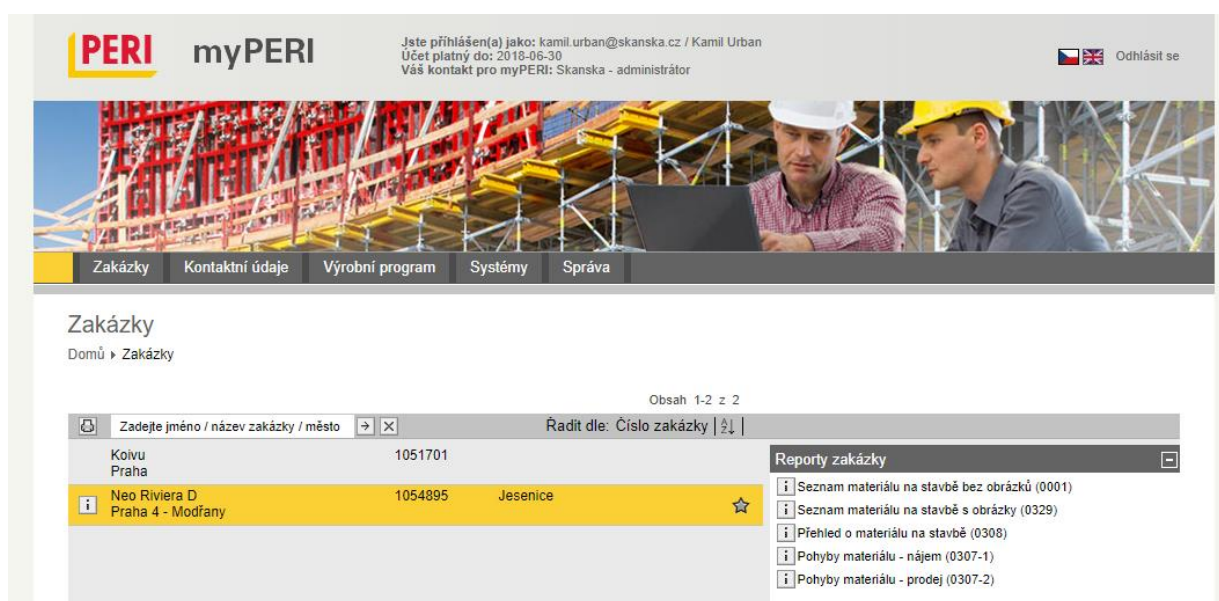 PERI
myPERI
Jste příhlášen(a) jako: kamil.urban@skanska.cz / Kamil Urban
Účet platný do: 2018-06-30
Váš kontakt pro myPERI: Skanska - administrátor
Odhlásit se
Zakázky Kontaktní údaje Výrobní program Systémy Správa
Zakázky
Domů Zakázky
Obsah 1-2 z 2
Zadejte jméno / název zakázky / město Řadit dle: Číslo zakázky
Koivu 1051701
Praha
Neo Riviera D 1054895 Jesenice
Praha 4 - Modřany
Reporty zakázky
Seznam materiálu na stavbě bez obrázků (0001)
Seznam materiálu na stavbě s obrázky (0329)
Přehled o materiálu na stavbě (0308)
Pohyby materiálu - nájem (0307-1)
Pohyby materiálu - prodej (0307-2)